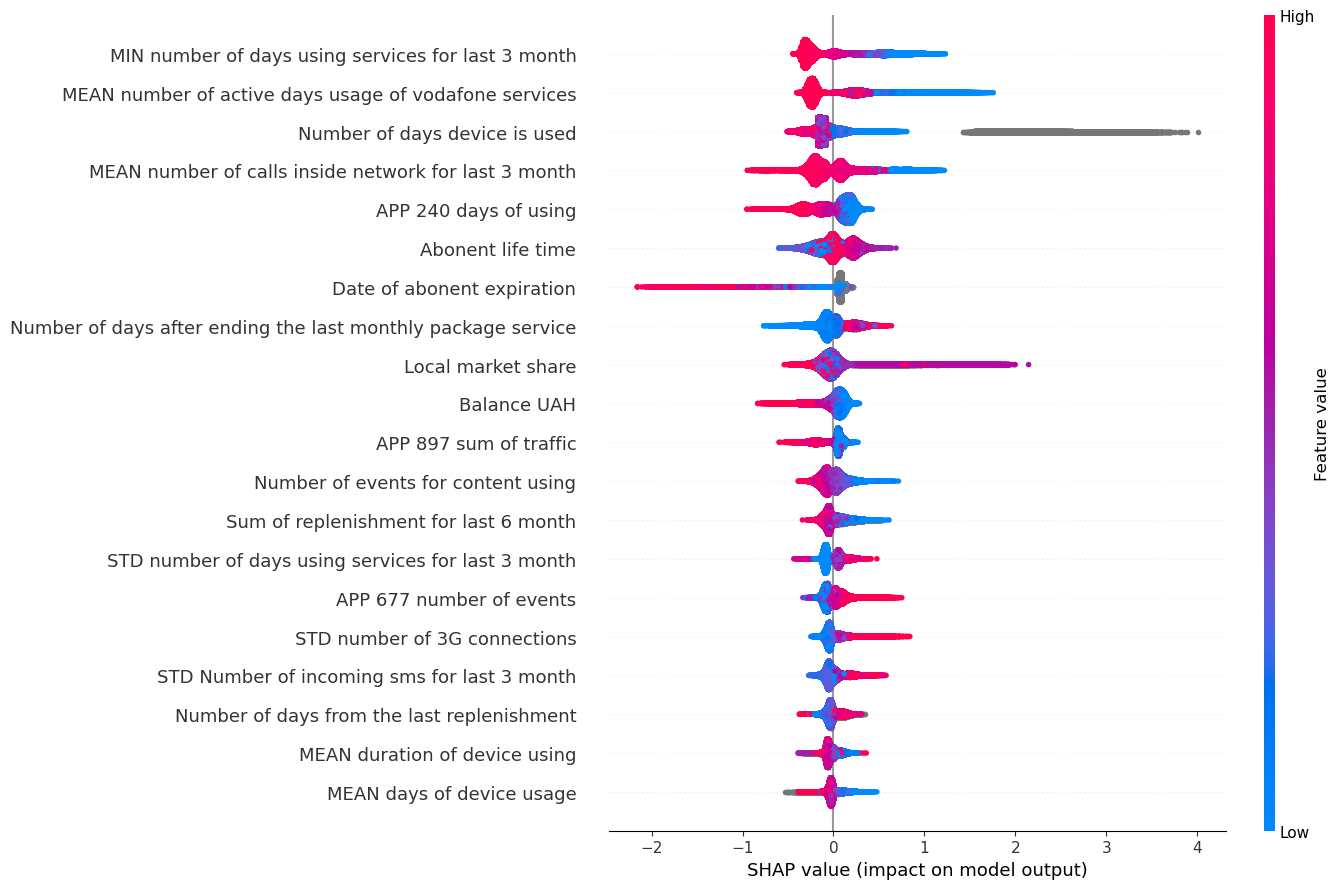 High
MIN number of days using services for last 3 month
MEAN number of active days usage of vodafone services
Number of days device is used
MEAN number of calls inside network for last 3 month
APP 240 days of using
Abonent life time
Date of abonent expiration
Number of days after ending the last monthly package service
Local market share
Balance UAH
APP 897 sum of traffic
Number of events for content using
Sum of replenishment for last 6 month
STD number of days using services for last 3 month
APP 677 number of events
STD number of 3G connections
STD Number of incoming sms for last 3 month
Number of days from the last replenishment
MEAN duration of device using
MEAN days of device usage
Feature value
Low
−2 −1 0 1 2 3 4
SHAP value (impact on model output)